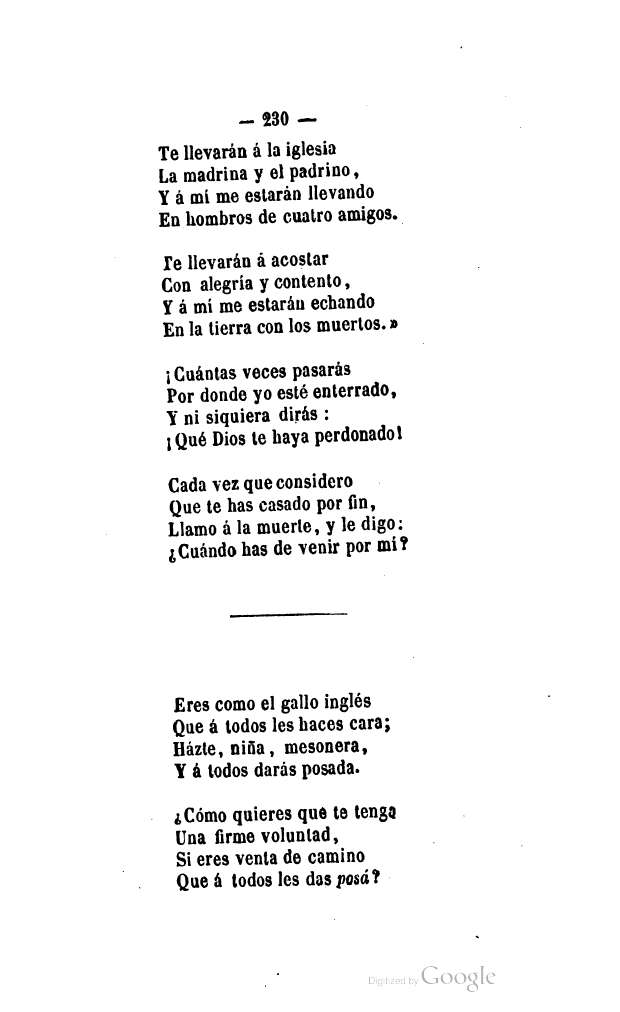 — 230 —
Te llevarán á la iglesia
La madrina y el padrino,
Y á mí me estarán llevando
En hombros de cuatro amigos.
Te llevarán á acostar
Con alegría y contento,
Y á mi me estarán echando
En la tierra con los muertos.»
¡Cuántas veces pasarás
Por donde yo esté enterrado,
Y ni siquiera dirás:
¡Qué Dios te haya perdonado!
Cada vez que considero
Que te has casado por fin,
Llamo á la muerte, y le digo:
¿Cuándo has de venir por mí?
Eres como el gallo inglés
Que á todos les haces cara;
Házte, niña, mesonera,
Y á todos darás posada.
¿Cómo quieres que te tenga
Una firme voluntad,
Si eres venta de camino
Que á todos les das posá?
Digitized by Google